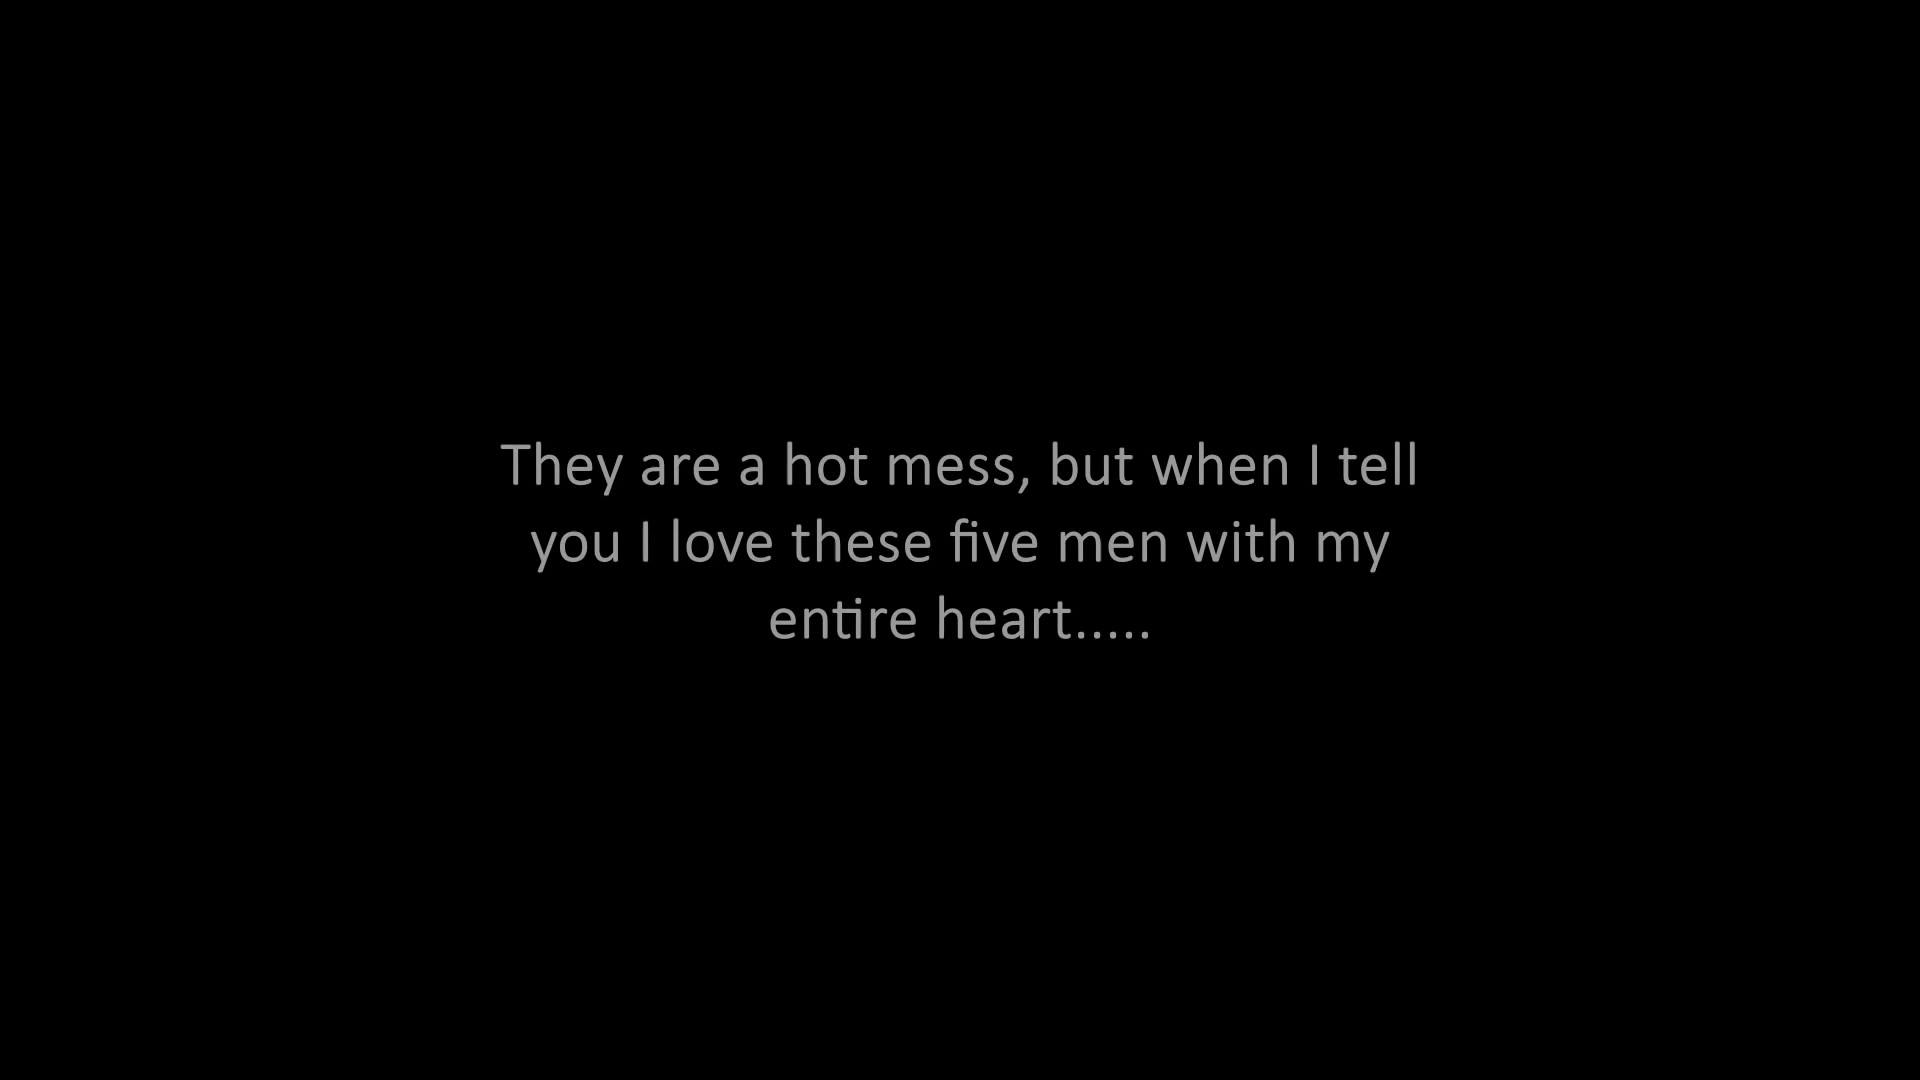 They are a hot mess, but when I tell
you I love these five men with my
entire heart.....